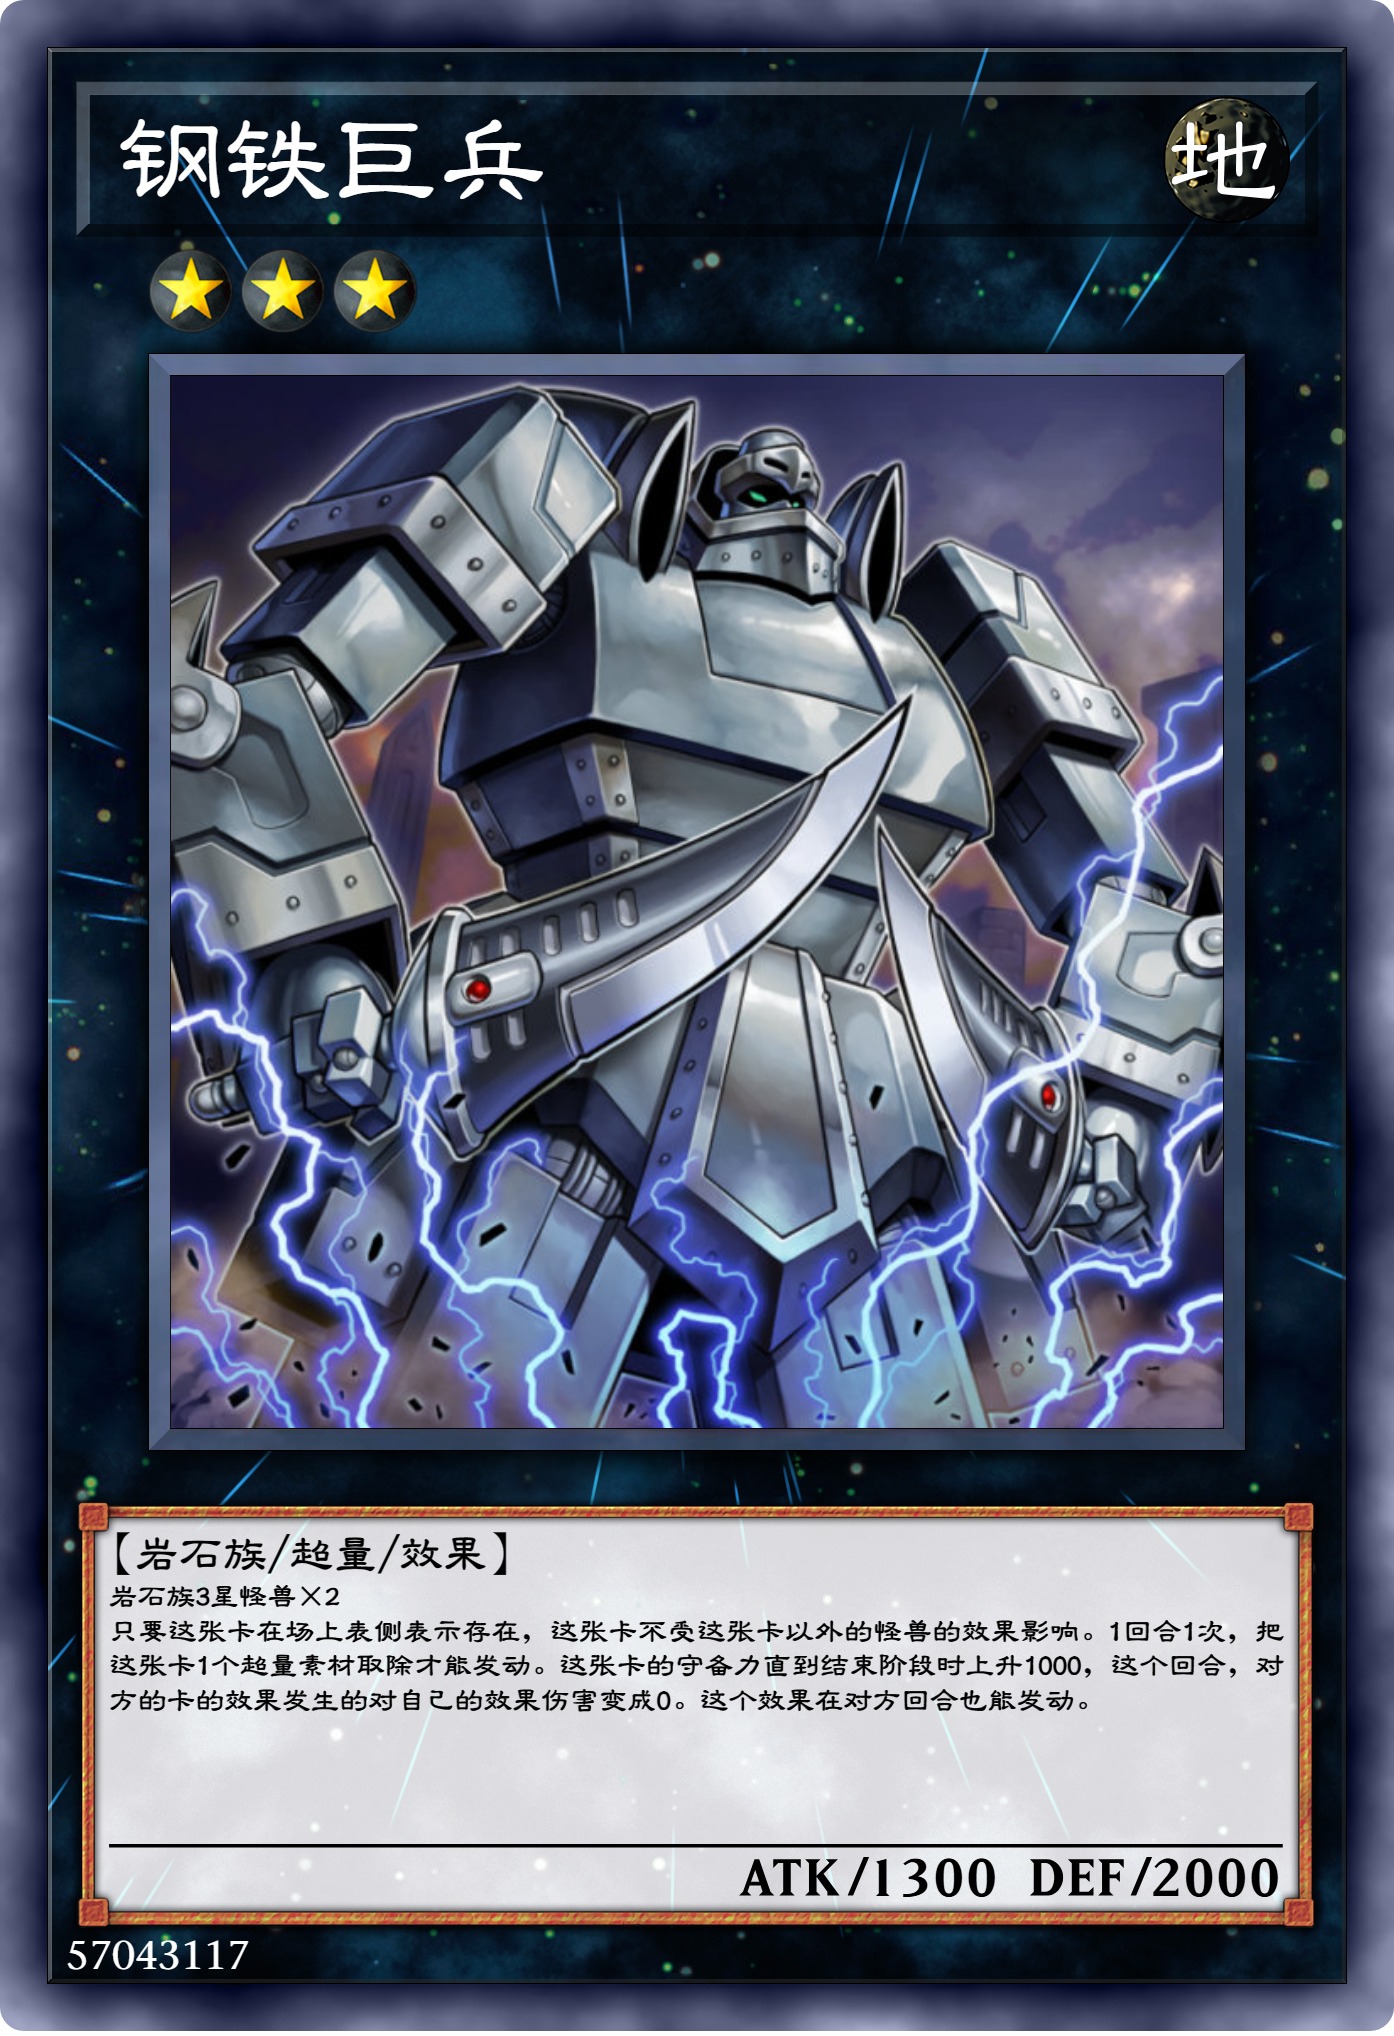 钢铁巨兵
地
【岩石族/超量/效果】
岩石族3星怪兽×2
只要这张卡在场上表侧表示存在，这张卡不受这张卡以外的怪兽的效果影响。1回合1次，把
这张卡1个超量素材取除才能发动。这张卡的守备力直到结束阶段时上升1000，这个回合，对
方的卡的效果发生的对自己的效果伤害变成0。这个效果在对方回合也能发动。
ATK/1300 DEF/2000
57043117